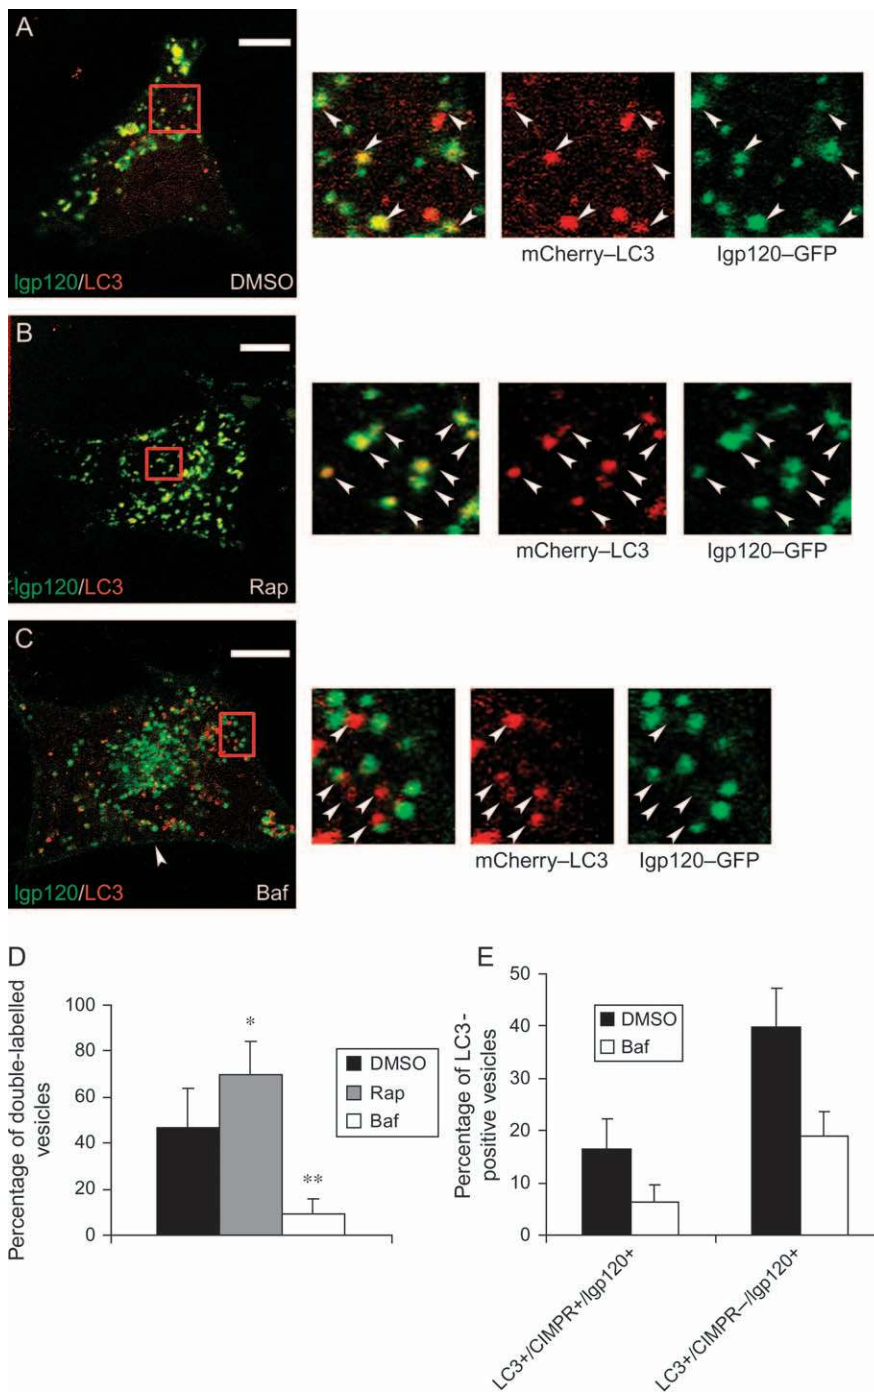 A
lgp120/LC3
DMSO
mCherry–LC3
lgp120–GFP
B
lgp120/LC3
Rap
mCherry–LC3
lgp120–GFP
C
lgp120/LC3
Baf
mCherry–LC3
lgp120–GFP
D
Percentage of double-labelled
vesicles
100
80
60
40
20
0
*
**
DMSO
Rap
Baf
E
Percentage of LC3-
positive vesicles
50
40
30
20
10
0
DMSO
Baf
LC3+/CIMPR+/lgp120+
LC3+/CIMPR–/lgp120+